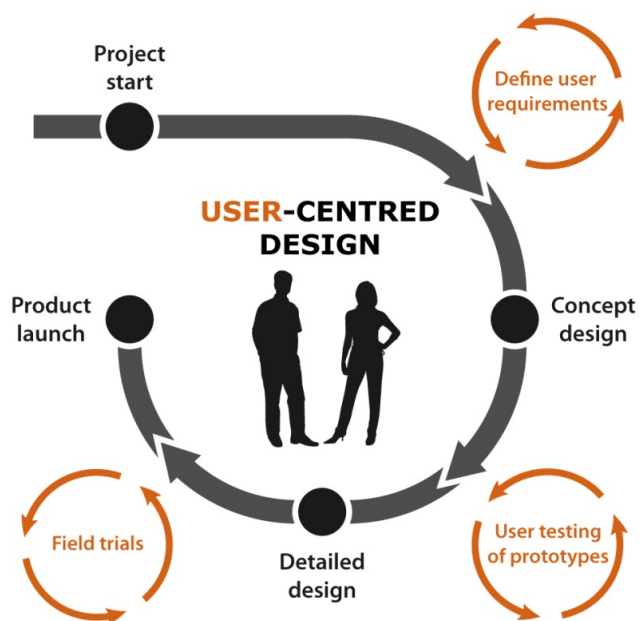 Project
start
Define user
requirements
USER-CENTRED
DESIGN
Product
launch
Concept
design
Field trials
Detailed
design
User testing
of prototypes